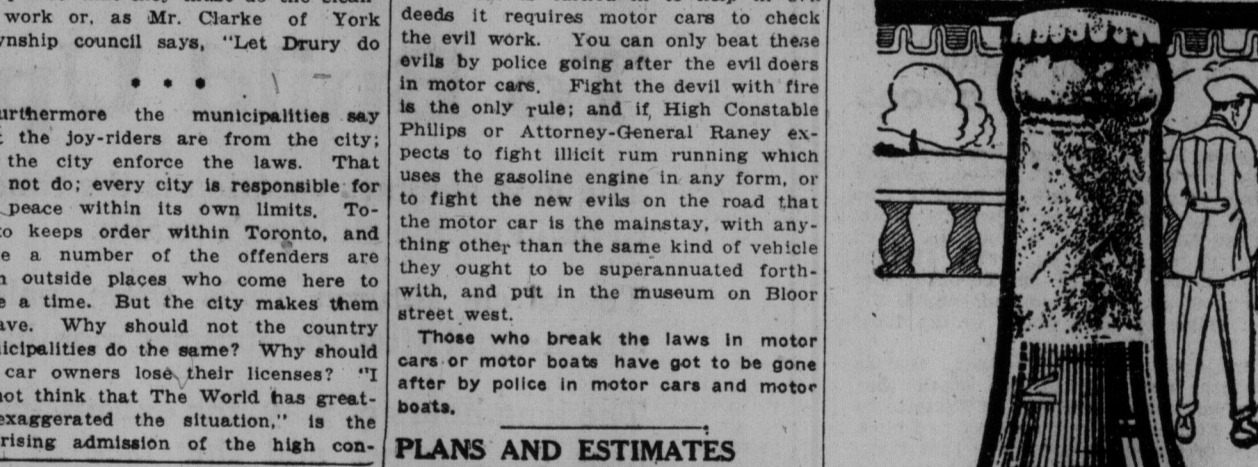 work or, as Mr. Clarke of York
council says, "Let Drury do
* * *
the municipalities say
the joy-riders are from the city;
the city enforce the laws. That
not do; every city is responsible for
peace within its own limits. To-
keeps order within Toronto, and
a number of the offenders are
outside places who come here to
a time. But the city makes them
Why should not the country
do the same? Why should
car owners lose their licenses? "I
not think that The World has great-
exaggerated the situation," is the
admission of the high con-
deeds it requires motor cars to check
the evil work. You can only beat these
evils by police going after the evil doers
in motor cars. Fight the devil with fire
is the only rule; and if High Constable
Philips or Attorney-General Raney ex-
pects to fight illicit rum running which
uses the gasoline engine in any form, or
to fight the new evils on the road that
the motor car is the mainstay, with any-
thing other than the same kind of vehicle
they ought to be superannuated forth-
with, and put in the museum on Bloor
street west.
Those who break the laws in motor
cars or motor boats have got to be gone
after by police in motor cars and motor
boats.
PLANS AND ESTIMATES